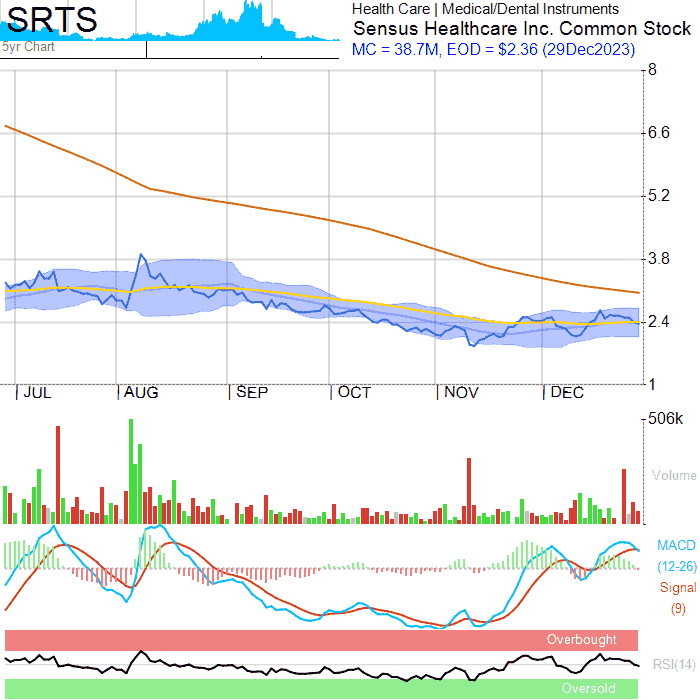 SRTS
5yr Chart
Health Care | Medical/Dental Instruments
Sensus Healthcare Inc. Common Stock
MC = 38.7M, EOD = $2.36 (29Dec2023)
8
6.6
5.2
3.8
2.4
1
| JUL | AUG | SEP | OCT | NOV | DEC
506k
Volume
MACD
(12-26)
Signal
(9)
Overbought
RSI(14)
Oversold